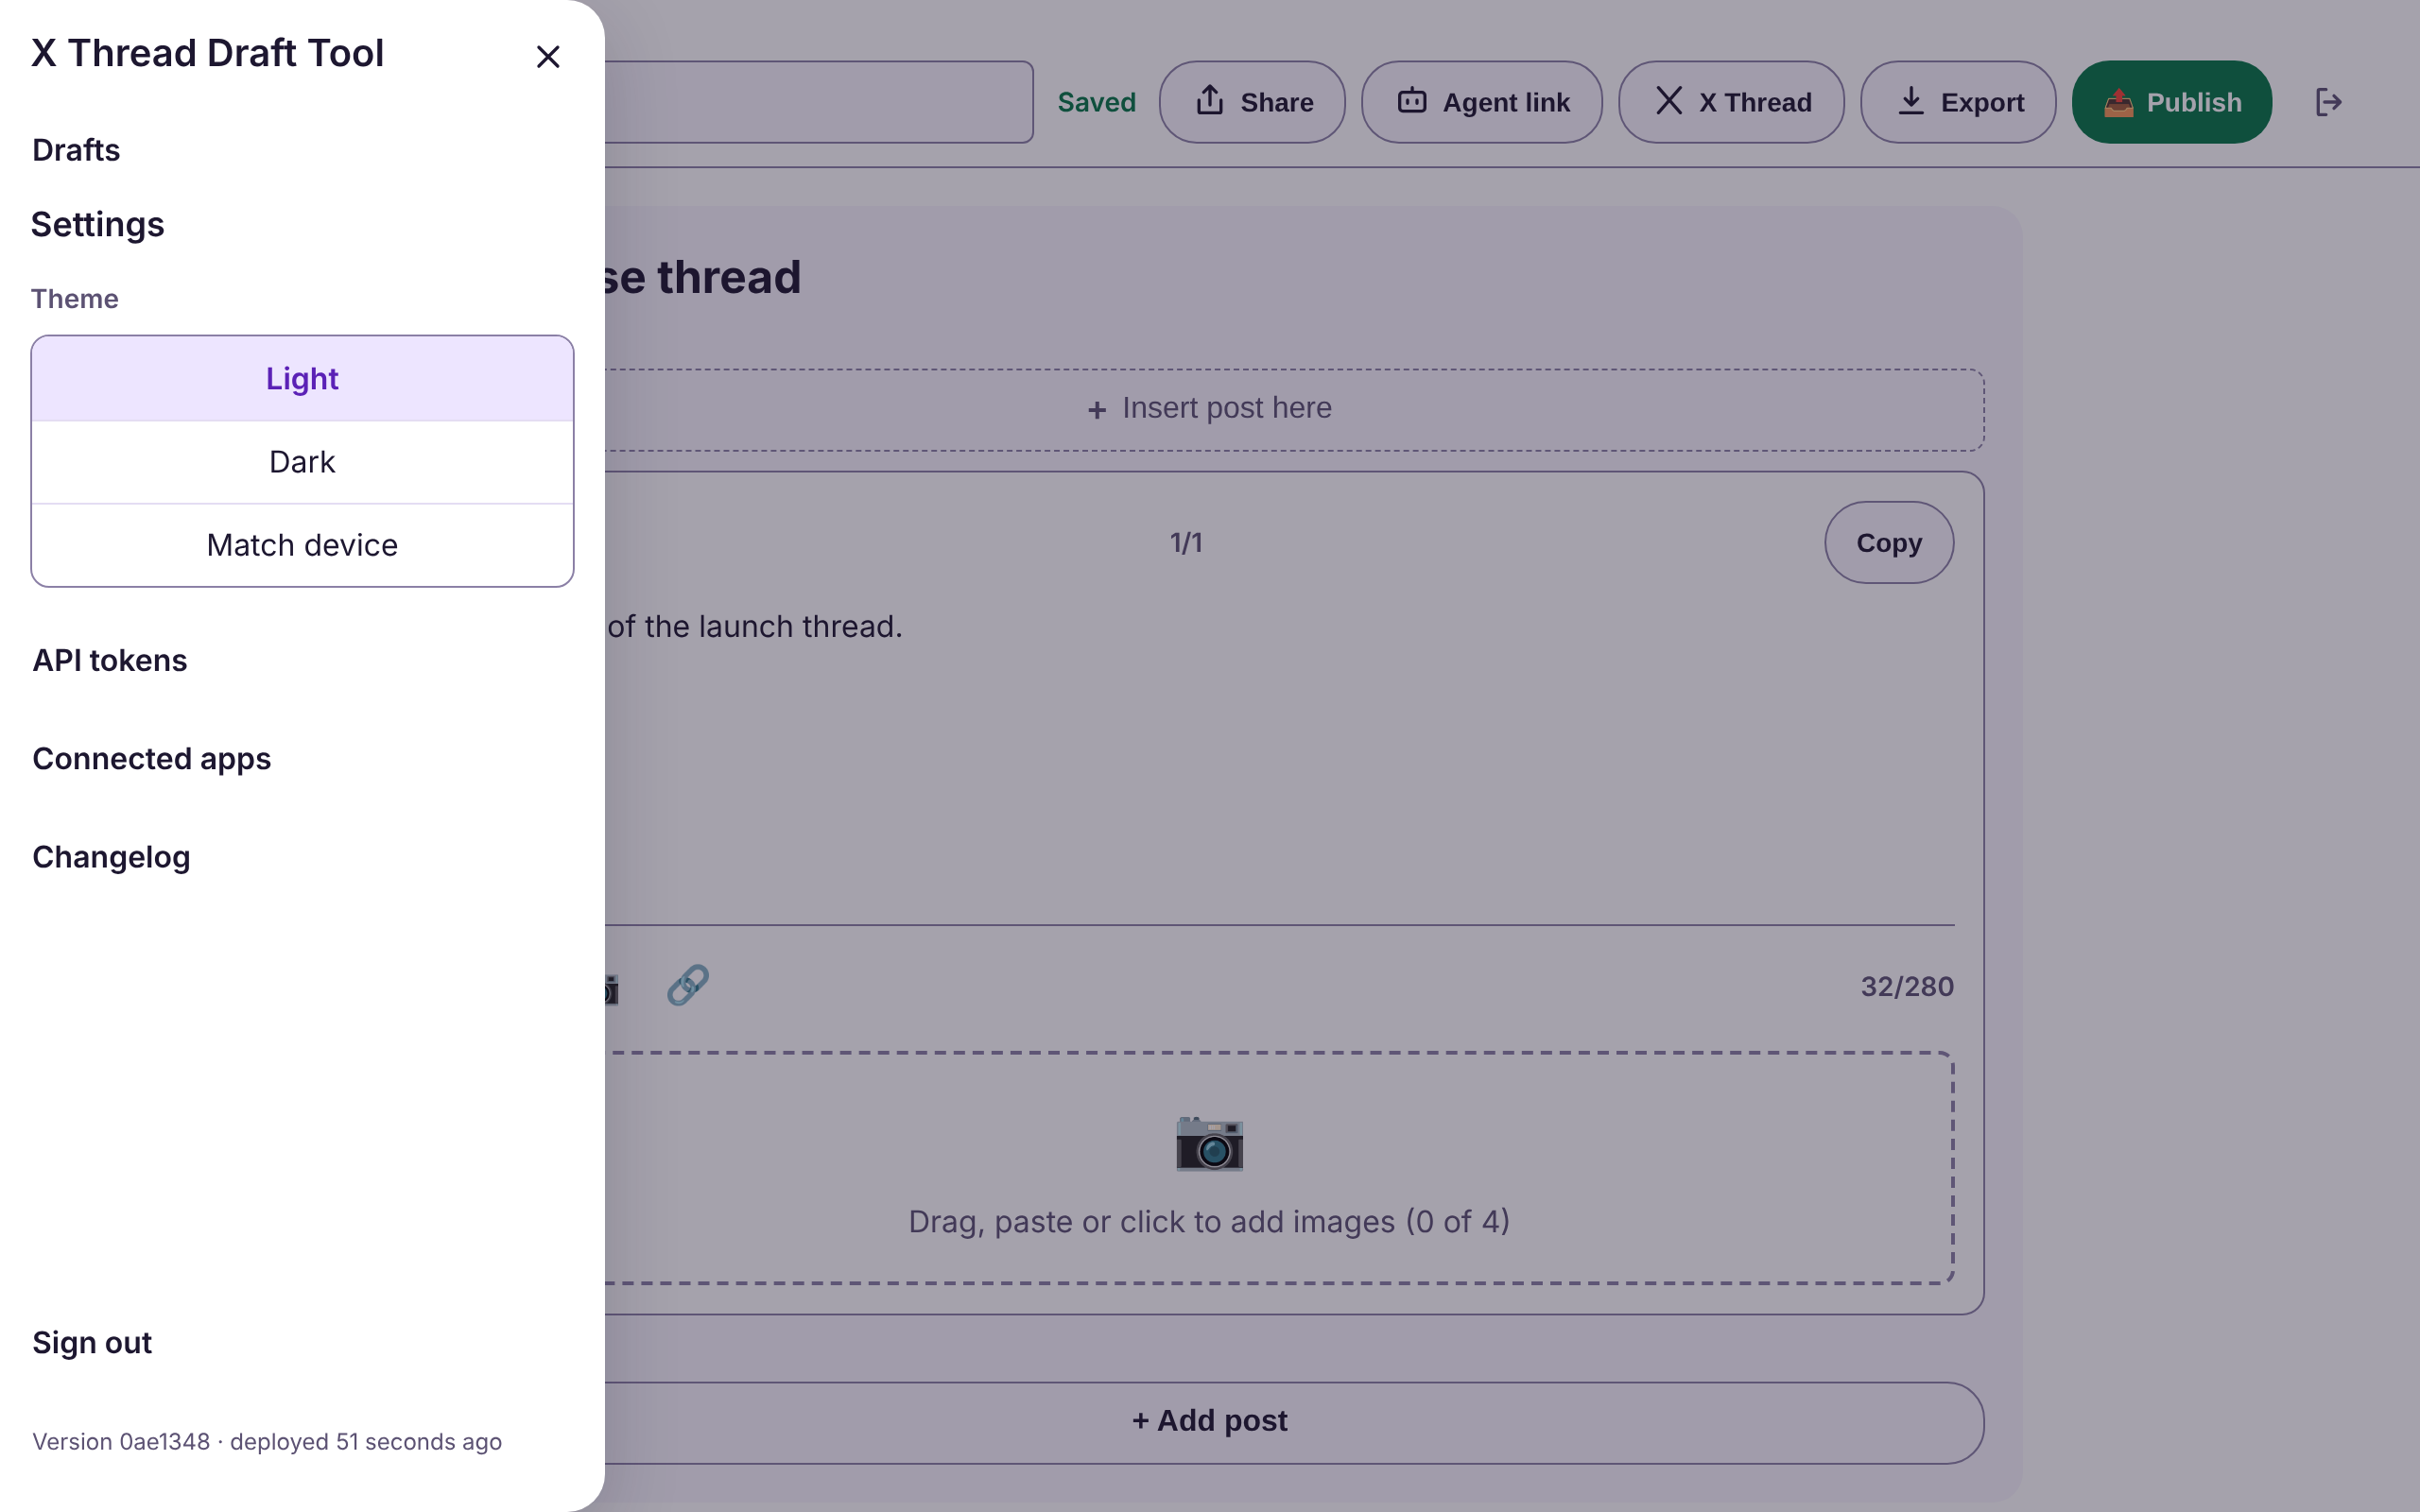 X Thread Draft Tool
Drafts
Settings
Theme
Light
Dark
Match device
API tokens
Connected apps
Changelog
Sign out
Version 0ae1348 · deployed 51 seconds ago
Saved
Share
Agent link
X Thread
Export
Publish
thread
+ Insert post here
1/1
Copy
of the launch thread.
32/280
Drag, paste or click to add images (0 of 4)
+ Add post